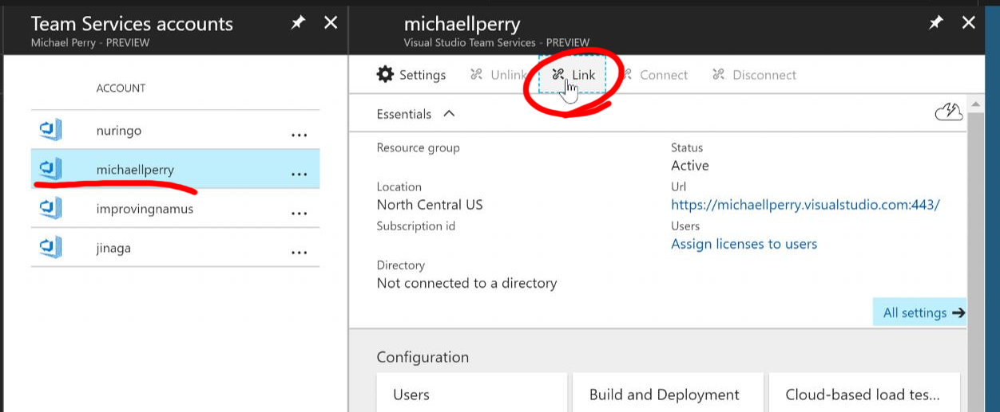 Team Services accounts
Michael Perry - PREVIEW
ACCOUNT
nuringo
...
michaellperry
...
improvingnamus
...
jinaga
...
michaellperry
Visual Studio Team Services - PREVIEW
Settings Unlink Link Connect Disconnect
Essentials
Resource group
Status
Active
Location
North Central US
Url
https://michaellperry.visualstudio.com:443/
Subscription id
Users
Assign licenses to users
Directory
Not connected to a directory
All settings
Configuration
Users
Build and Deployment
Cloud-based load tes...